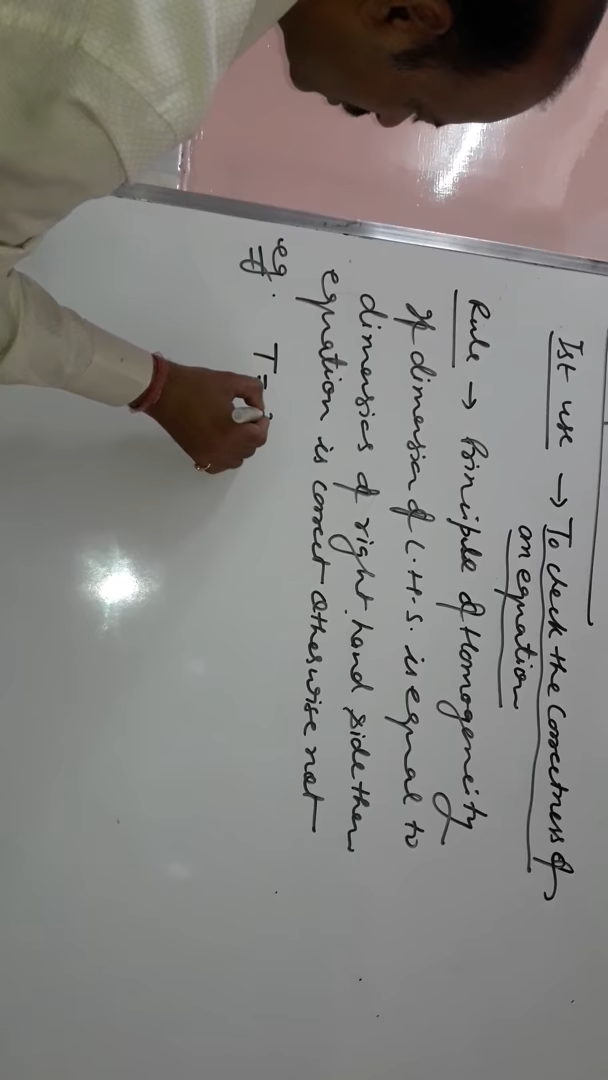 Ist use → To check the Correctness of
an equation
Rule → Principle of Homogeneity
If dimension of L.H.S. is equal to
dimensios of right hand side then
equation is correct otherwise not
eg. T =